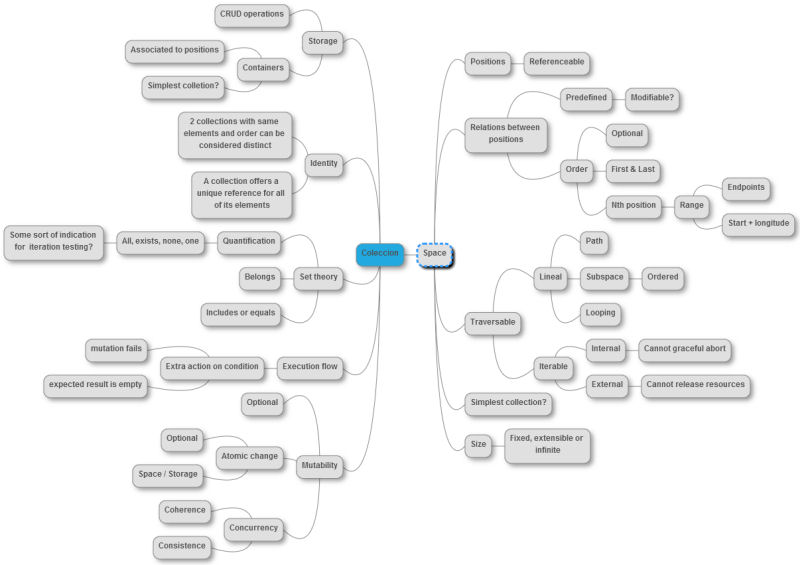 Coleccion
Storage
CRUD operations
Containers
Associated to positions
Simplest colletion?
Identity
2 collections with same
elements and order can be
considered distinct
A collection offers a
unique reference for all
of its elements
Set theory
Quantification
All, exists, none, one
Some sort of indication
for iteration testing?
Belongs
Includes or equals
Execution flow
Extra action on condition
mutation fails
expected result is empty
Mutability
Optional
Atomic change
Optional
Space / Storage
Concurrency
Coherence
Consistence
Space
Positions
Referenceable
Relations between
positions
Predefined
Modifiable?
Order
Optional
First & Last
Nth position
Range
Endpoints
Start + longitude
Traversable
Lineal
Path
Subspace
Ordered
Looping
Iterable
Internal
Cannot graceful abort
External
Cannot release resources
Simplest collection?
Size
Fixed, extensible or
infinite